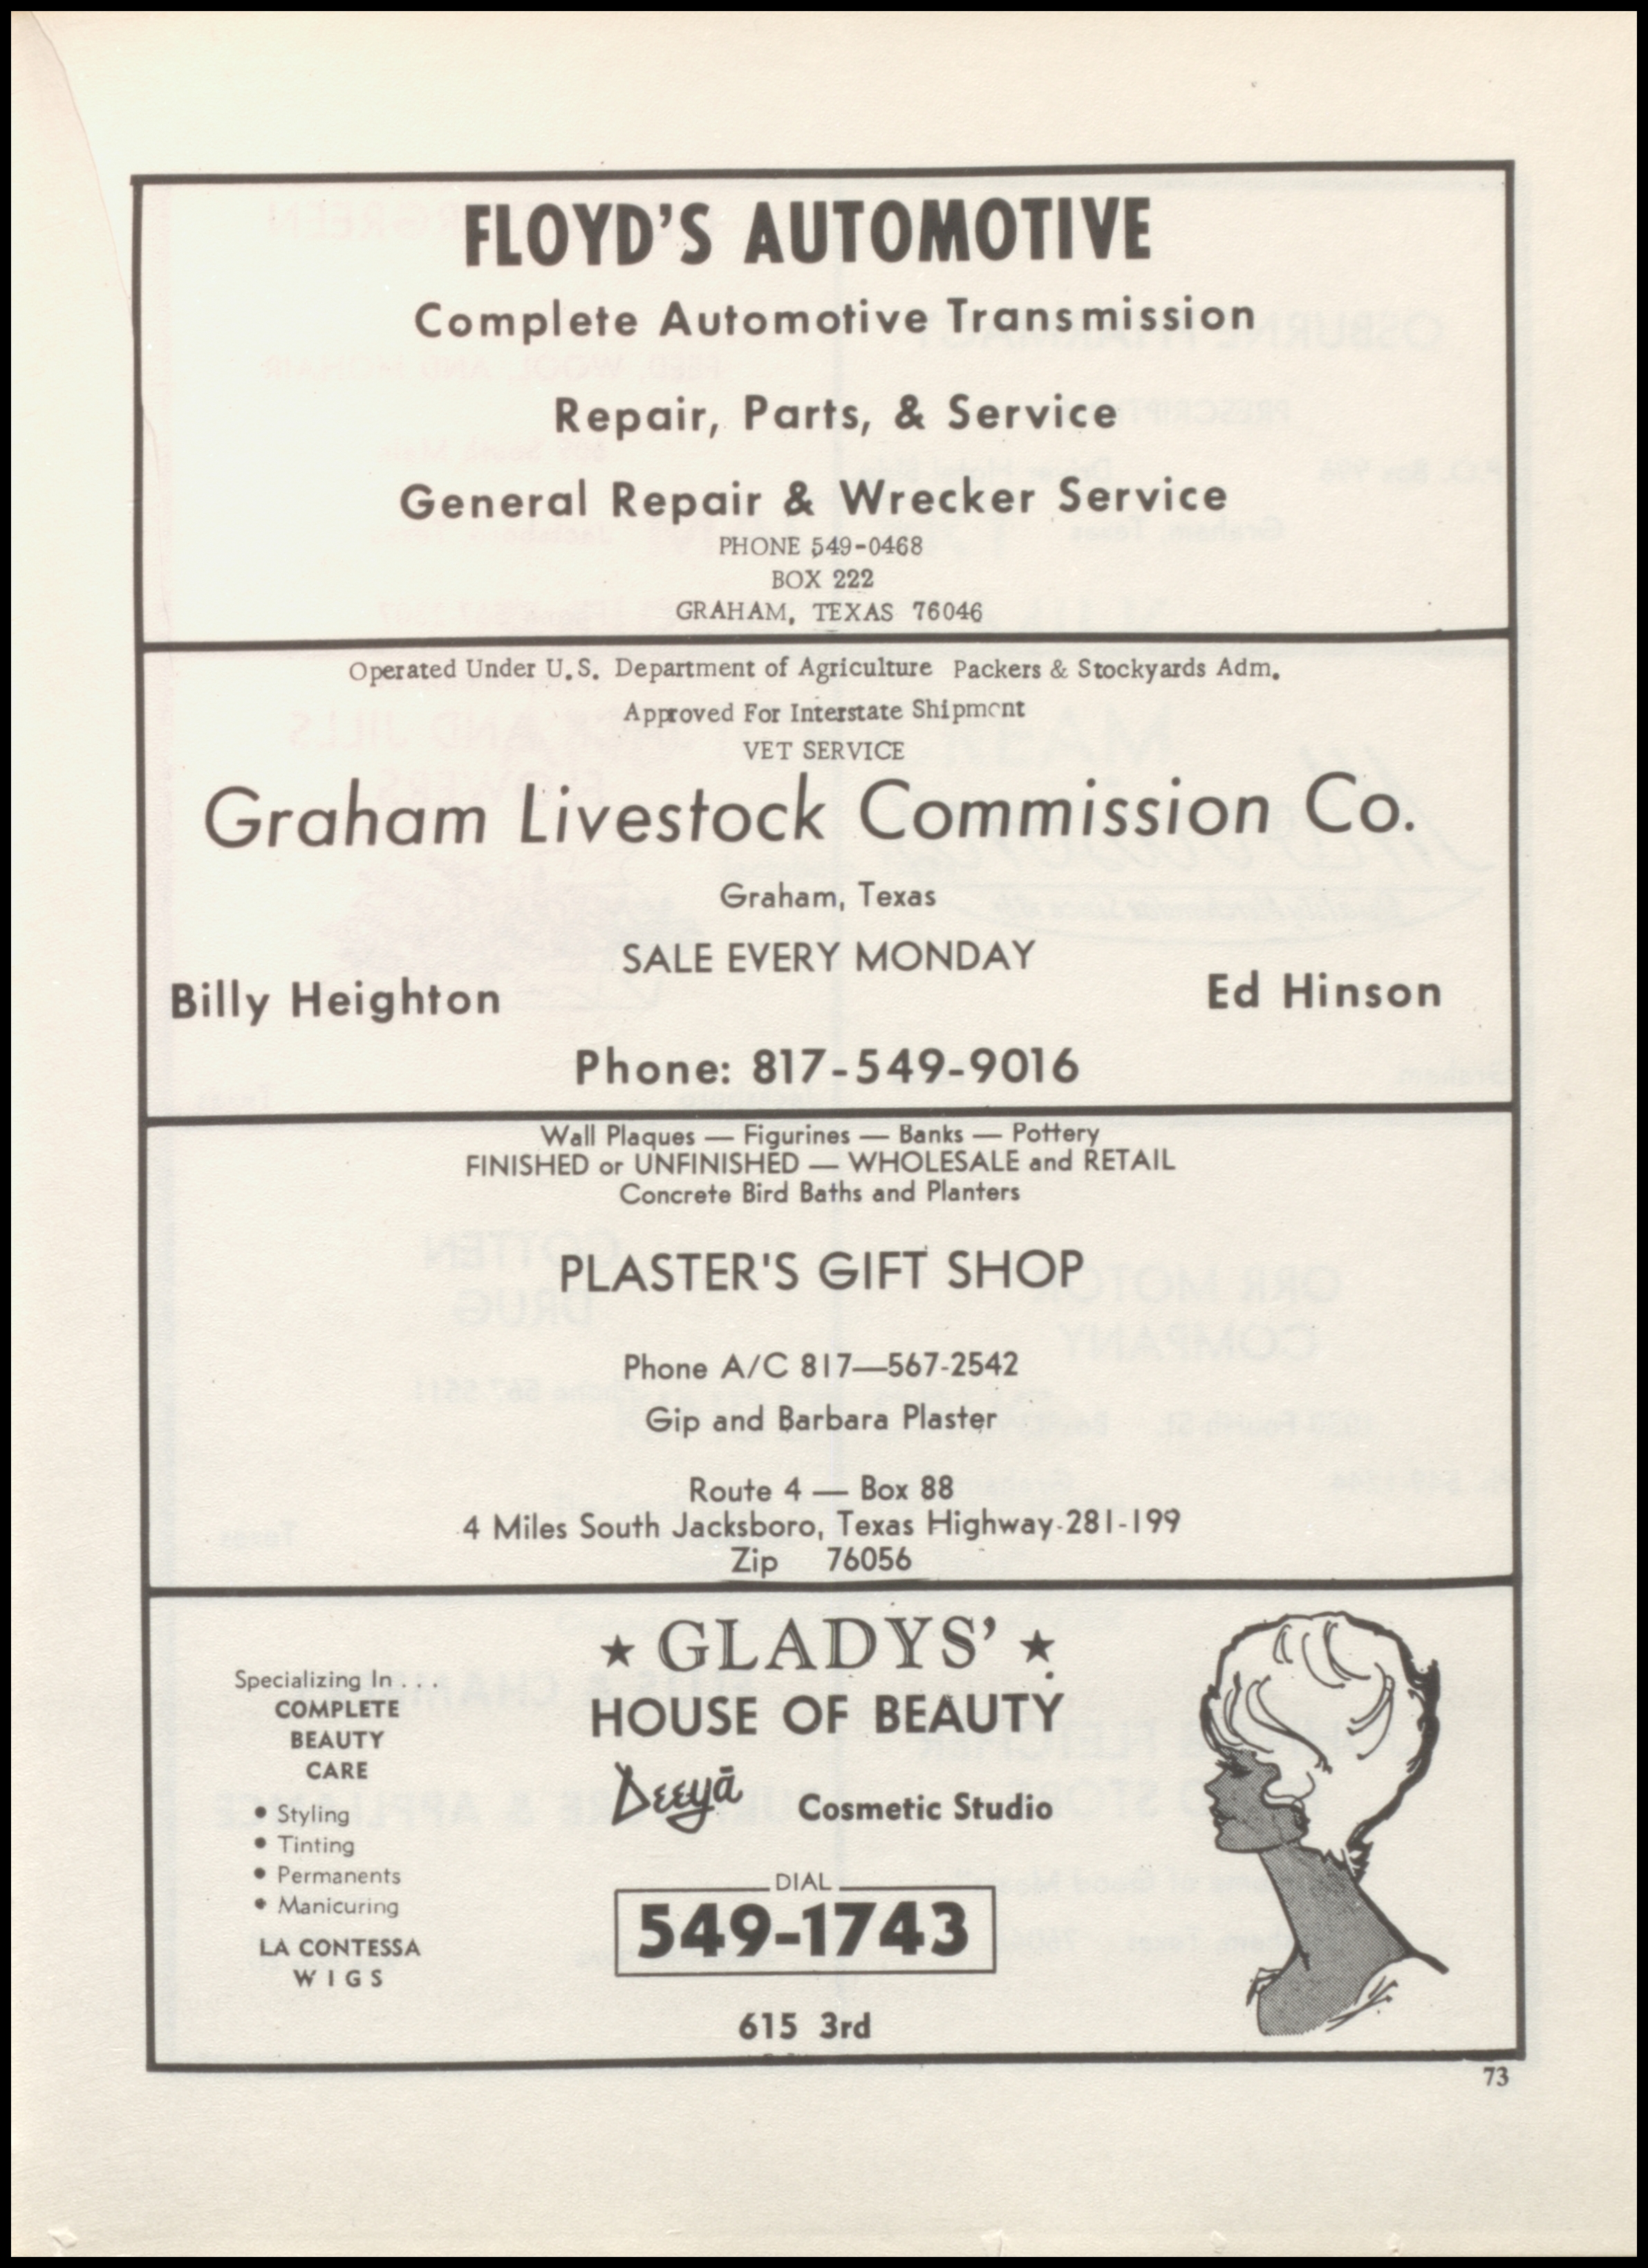 FLOYD'S AUTOMOTIVE
Complete Automotive Transmission
Repair, Parts, & Service
General Repair & Wrecker Service
PHONE 549-0468
BOX 222
GRAHAM, TEXAS 76046
Operated Under U.S. Department of Agriculture Packers & Stockyards Adm.
Approved For Interstate Shipment
VET SERVICE
Graham Livestock Commission Co.
Graham, Texas
SALE EVERY MONDAY
Billy Heighton
Ed Hinson
Phone: 817-549-9016
Wall Plaques — Figurines — Banks — Pottery
FINISHED or UNFINISHED — WHOLESALE and RETAIL
Concrete Bird Baths and Planters
PLASTER'S GIFT SHOP
Phone A/C 817—567-2542
Gip and Barbara Plaster
Route 4 — Box 88
4 Miles South Jacksboro, Texas Highway 281-199
Zip 76056
★ GLADYS' ★
HOUSE OF BEAUTY
Deeyā Cosmetic Studio
DIAL
549-1743
615 3rd
Specializing In . . .
COMPLETE
BEAUTY
CARE
• Styling
• Tinting
• Permanents
• Manicuring
LA CONTESSA
WIGS
73